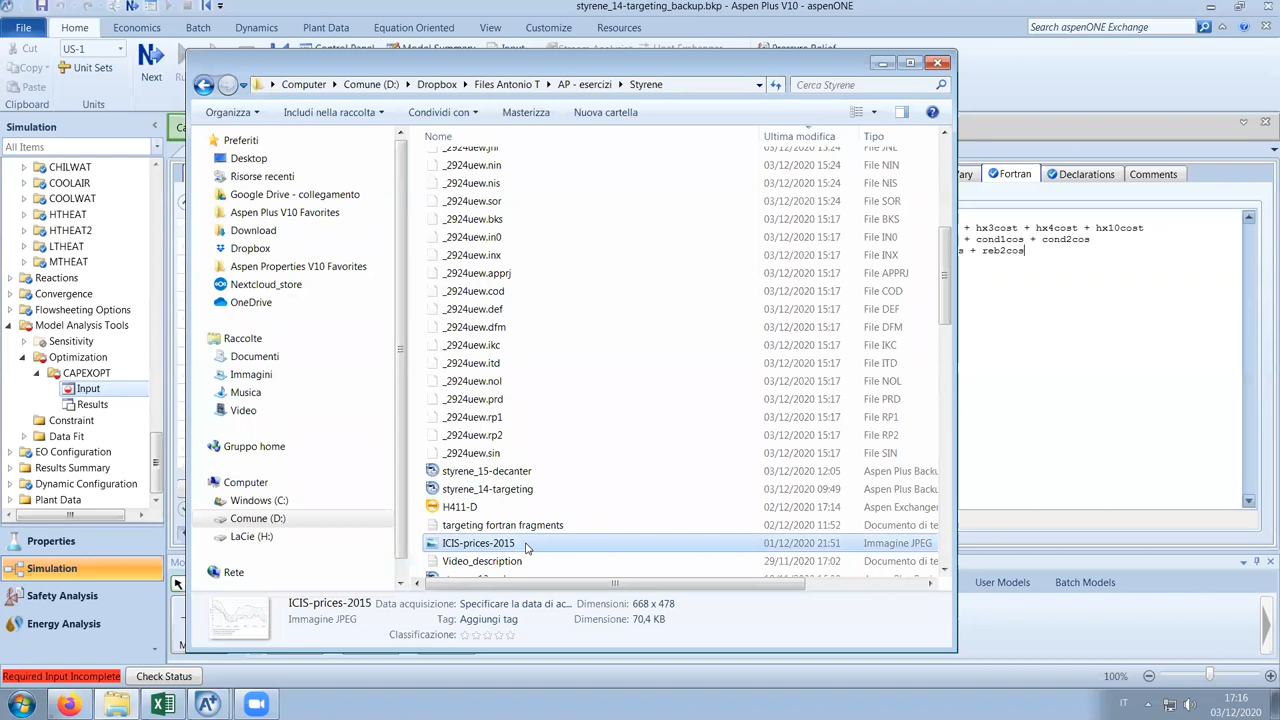 styrene_14-targeting_backup.bkp - Aspen Plus V10 - aspenONE
File
Home
Economics
Batch
Dynamics
Plant Data
Equation Oriented
View
Customize
Resources
Search aspenONE Exchange
Cut
US-1
Copy
Unit Sets
Paste
Next
Clipboard
Units
Computer
Comune (D:)
Dropbox
Files Antonio T
AP - esercizi
Styrene
Cerca Styrene
Organizza
Includi nella raccolta
Condividi con
Masterizza
Nuova cartella
Simulation
All Items
CHILWAT
COOLAIR
COOLWAT
HTHEAT
HTHEAT2
LTHEAT
MTHEAT
Reactions
Convergence
Flowsheeting Options
Model Analysis Tools
Sensitivity
Optimization
CAPEXOPT
Input
Results
Constraint
Data Fit
EO Configuration
Results Summary
Dynamic Configuration
Plant Data
Properties
Simulation
Safety Analysis
Energy Analysis
Preferiti
Desktop
Risorse recenti
Google Drive - collegamento
Aspen Plus V10 Favorites
Download
Dropbox
Aspen Properties V10 Favorites
Nextcloud_store
OneDrive
Raccolte
Documenti
Immagini
Musica
Video
Gruppo home
Computer
Windows (C:)
Comune (D:)
LaCie (H:)
Rete
Nome Ultima modifica Tipo
_2924uew.jnl JNL
_2924uew.nin 03/12/2020 15:24 File NIN
_2924uew.nis 03/12/2020 15:24 File NIS
_2924uew.sor 03/12/2020 15:24 File SOR
_2924uew.bks 03/12/2020 15:17 File BKS
_2924uew.in0 03/12/2020 15:17 File IN0
_2924uew.inx 03/12/2020 15:17 File INX
_2924uew.apprj 03/12/2020 15:17 File APPRJ
_2924uew.cod 03/12/2020 15:17 File COD
_2924uew.def 03/12/2020 15:17 File DEF
_2924uew.dfm 03/12/2020 15:17 File DFM
_2924uew.ikc 03/12/2020 15:17 File IKC
_2924uew.itd 03/12/2020 15:17 File ITD
_2924uew.nol 03/12/2020 15:17 File NOL
_2924uew.prd 03/12/2020 15:17 File PRD
_2924uew.rp1 03/12/2020 15:17 File RP1
_2924uew.rp2 03/12/2020 15:17 File RP2
_2924uew.sin 03/12/2020 15:17 File SIN
styrene_15-decanter 03/12/2020 12:05 Aspen Plus Backu
styrene_14-targeting 03/12/2020 09:49 Aspen Plus Backu
H411-D 02/12/2020 17:14 Aspen Exchanger
targeting fortran fragments 02/12/2020 11:52 Documento di te
ICIS-prices-2015 01/12/2020 21:51 Immagine JPEG
Video_description 29/11/2020 17:02 Documento di te
ICIS-prices-2015 Data acquisizione: Specificare la data di ac... Dimensioni: 668 x 478
Immagine JPEG Tag: Aggiungi tag Dimensione: 70,4 KB
Classificazione:
Fortran
Declarations
Comments
+ hx3cost + hx4cost + hx10cost
+ cond1cos + cond2cos
s + reb2cos
User Models
Batch Models
Required Input Incomplete
Check Status
100%
IT
17:16
03/12/2020